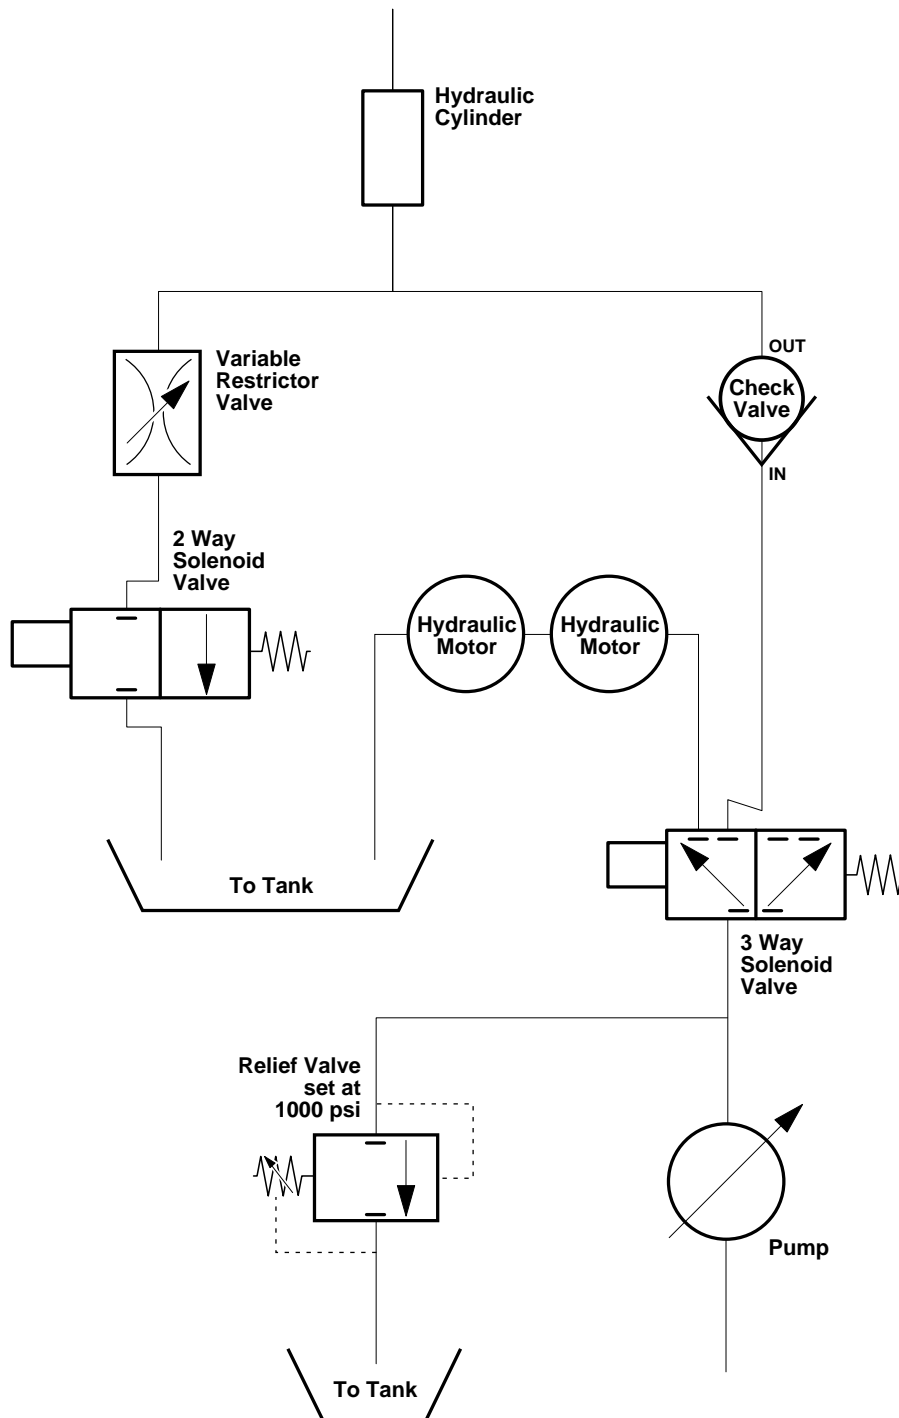 Hydraulic
Cylinder
Variable
Restrictor
Valve
OUT
Check
Valve
IN
2 Way
Solenoid
Valve
Hydraulic
Motor
Hydraulic
Motor
To Tank
3 Way
Solenoid
Valve
Relief Valve
set at
1000 psi
Pump
To Tank